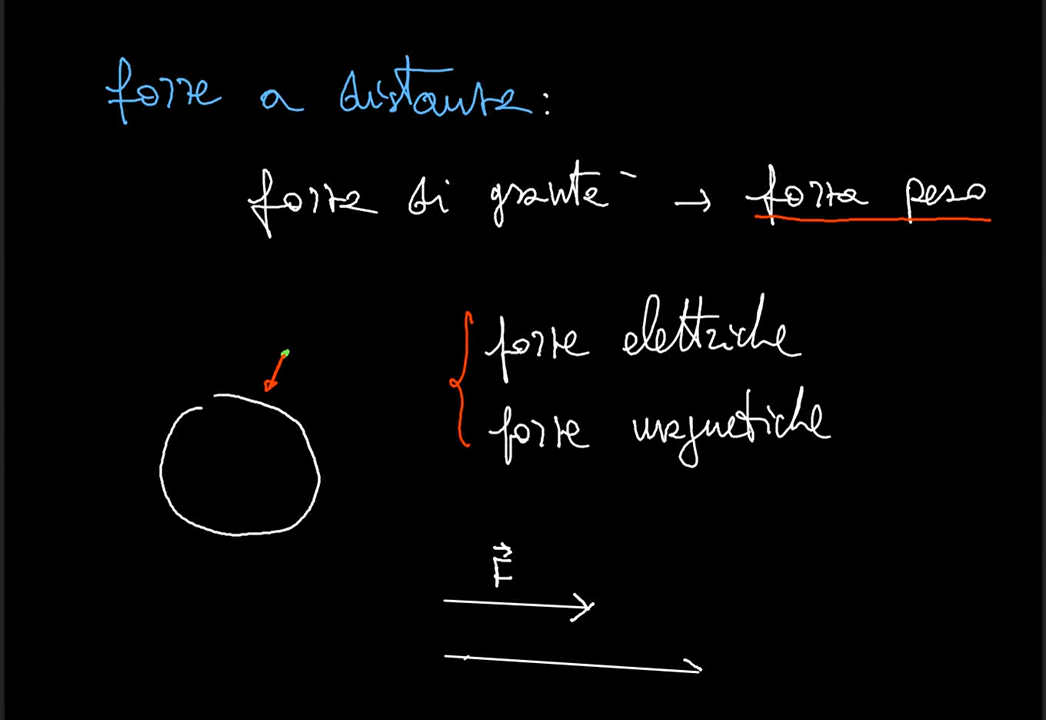 forze a distanza:
forze di gravità → forza peso
forze elettriche
forze magnetiche
F